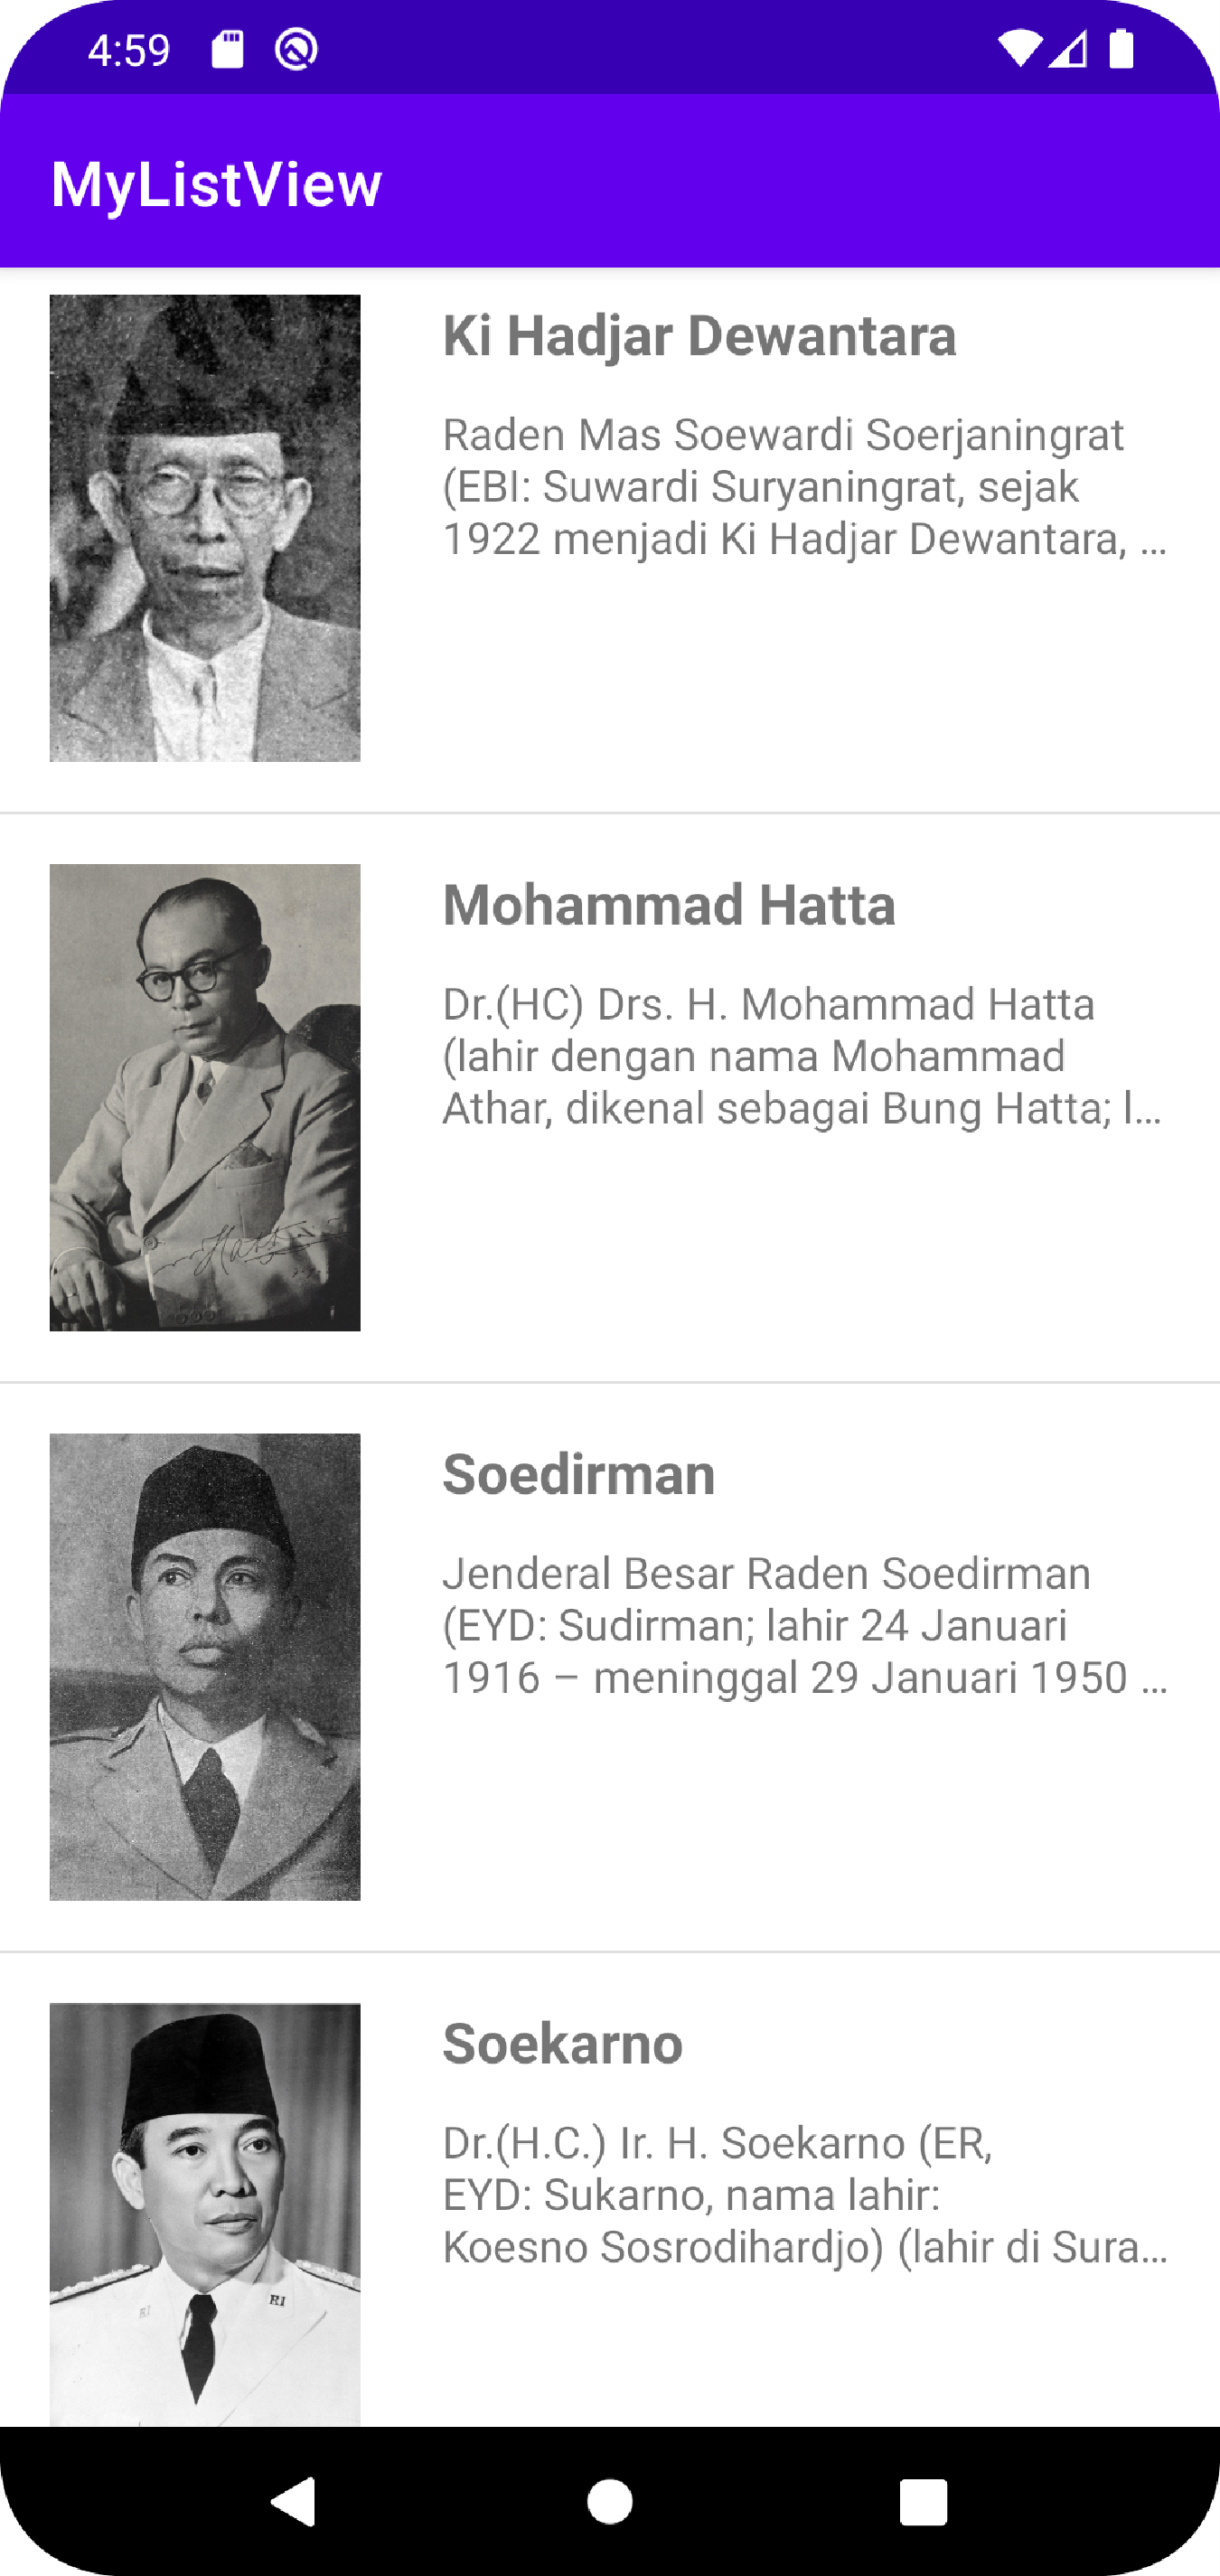 4:59
MyListView
Ki Hadjar Dewantara
Raden Mas Soewardi Soerjaningrat
(EBI: Suwardi Suryaningrat, sejak
1922 menjadi Ki Hadjar Dewantara, ...
Mohammad Hatta
Dr.(HC) Drs. H. Mohammad Hatta
(lahir dengan nama Mohammad
Athar, dikenal sebagai Bung Hatta; l...
Soedirman
Jenderal Besar Raden Soedirman
(EYD: Sudirman; lahir 24 Januari
1916 – meninggal 29 Januari 1950 ...
Soekarno
Dr.(H.C.) Ir. H. Soekarno (ER,
EYD: Sukarno, nama lahir:
Koesno Sosrodihardjo) (lahir di Sura...
RI